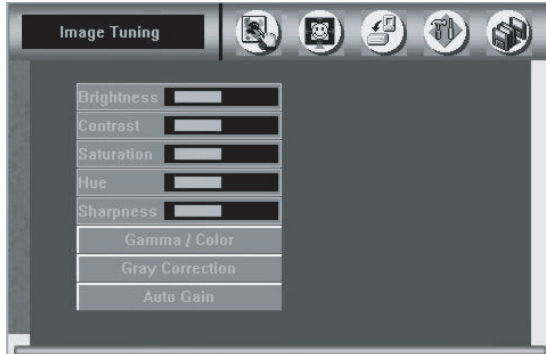 Image Tuning
Brightness
Contrast
Saturation
Hue
Sharpness
Gamma / Color
Gray Correction
Auto Gain